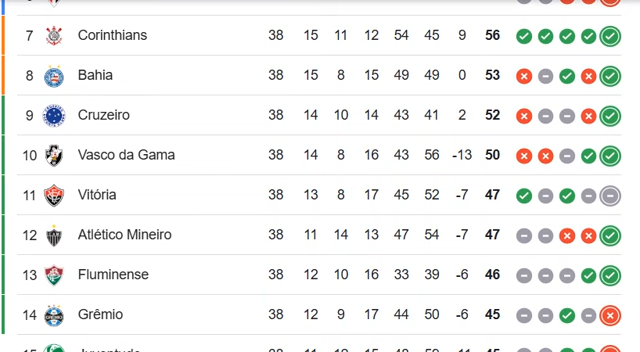 7 Corinthians 38 15 11 12 54 45 9 56
8 Bahia 38 15 8 15 49 49 0 53
9 Cruzeiro 38 14 10 14 43 41 2 52
10 Vasco da Gama 38 14 8 16 43 56 -13 50
11 Vitória 38 13 8 17 45 52 -7 47
12 Atlético Mineiro 38 11 14 13 47 54 -7 47
13 Fluminense 38 12 10 16 33 39 -6 46
14 Grêmio 38 12 9 17 44 50 -6 45